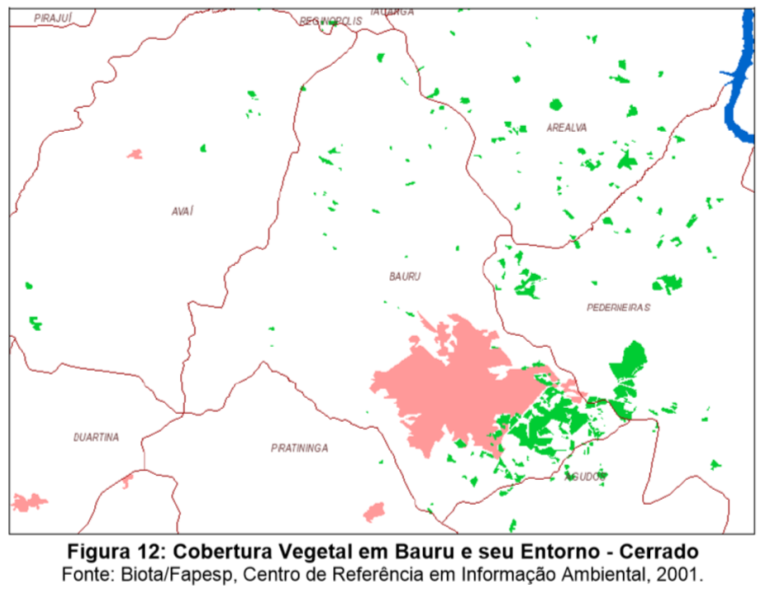 PIRAJUÍ
REGINÓPOLIS
IACANGA
AREALVA
AVAÍ
BAURU
PEDERNEIRAS
DUARTINA
PRATININGA
AGUDOS
Figura 12: Cobertura Vegetal em Bauru e seu Entorno - Cerrado
Fonte: Biota/Fapesp, Centro de Referência em Informação Ambiental, 2001.